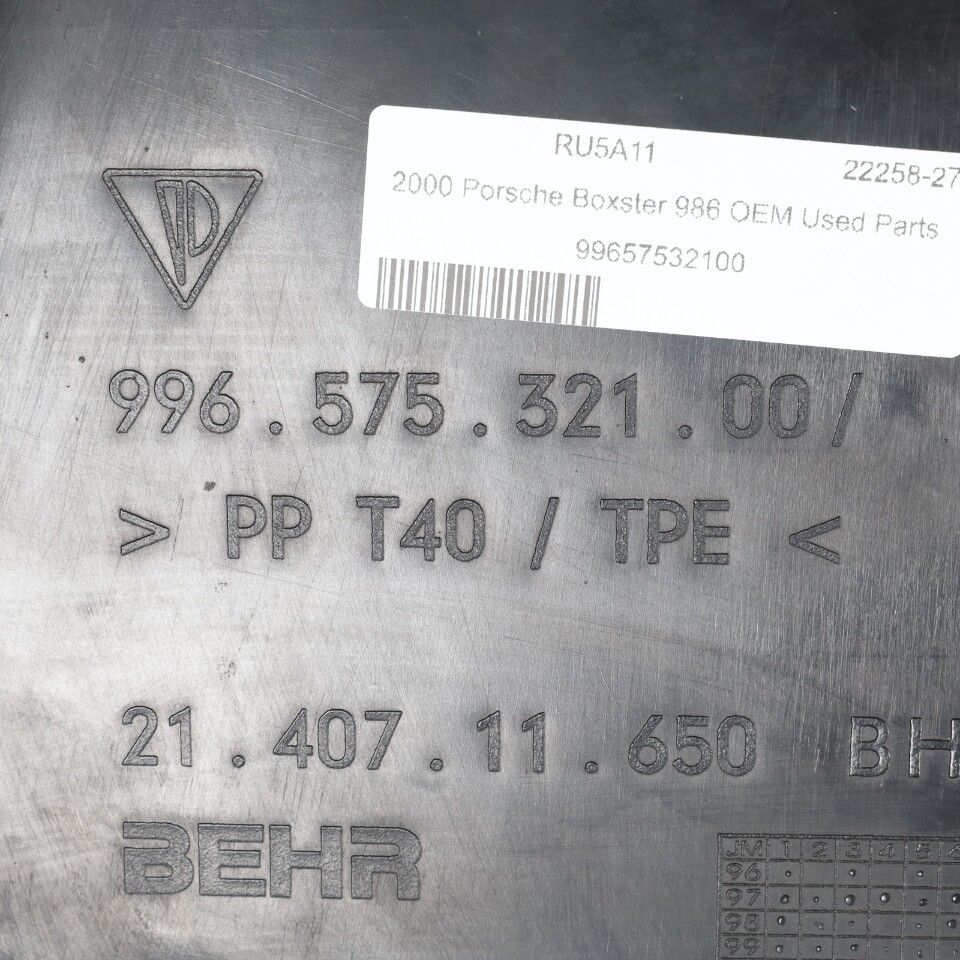 RU5A11
22258-27
2000 Porsche Boxster 986 OEM Used Parts
99657532100
996.575.321.00/
> PP T40 / TPE <
21.407.11.650 BH
BEHR
JM 1 2 3 4 5
96
97
98
99